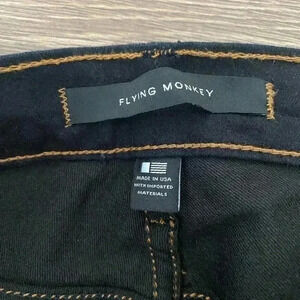 FLYING MONKEY
MADE IN USA
WITH IMPORTED
MATERIALS